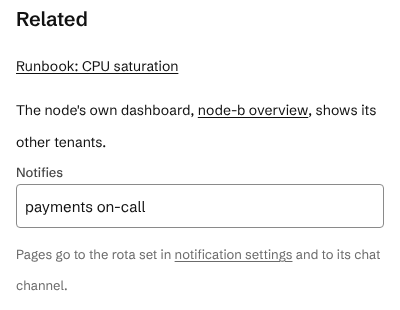 Related
Runbook: CPU saturation
The node's own dashboard, node-b overview, shows its
other tenants.
Notifies
payments on-call
Pages go to the rota set in notification settings and to its chat
channel.